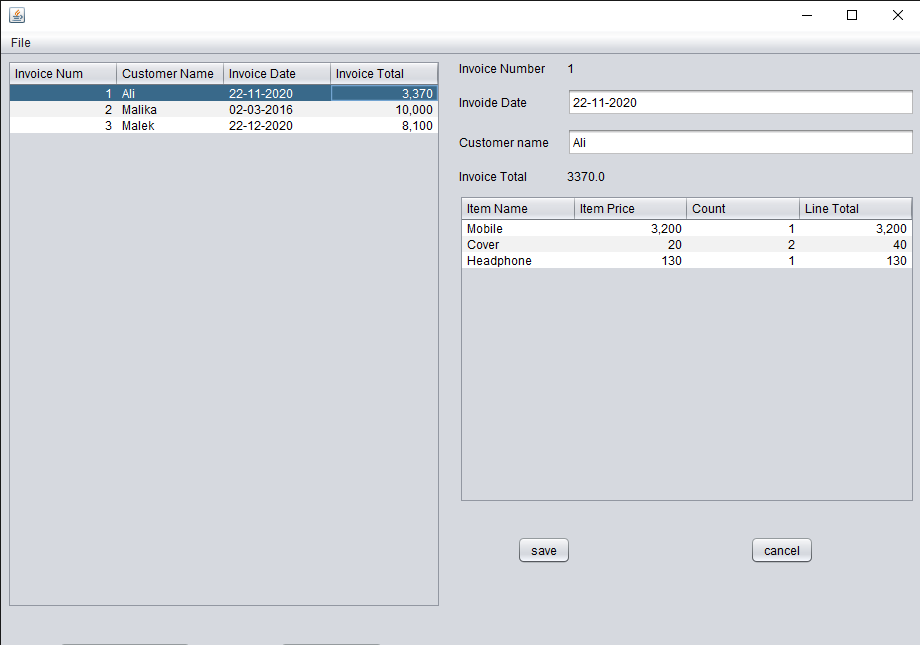 File
Invoice Num Customer Name Invoice Date Invoice Total
1 Ali 22-11-2020 3,370
2 Malika 02-03-2016 10,000
3 Malek 22-12-2020 8,100
Invoice Number 1
Invoide Date 22-11-2020
Customer name Ali
Invoice Total 3370.0
Item Name Item Price Count Line Total
Mobile 3,200 1 3,200
Cover 20 2 40
Headphone 130 1 130
save cancel